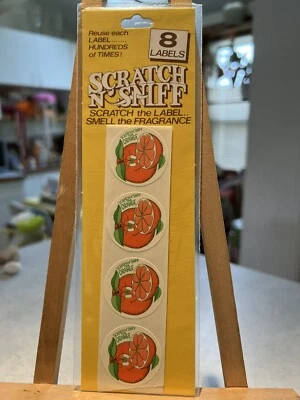 Reuse each
LABEL........
HUNDREDS
of TIMES!
8
LABELS
SCRATCH
N' SNIFF
SCRATCH the LABEL..
SMELL the FRAGRANCE